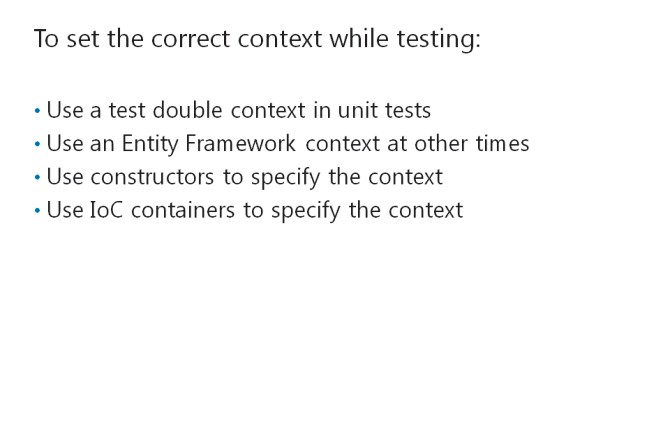 To set the correct context while testing:
• Use a test double context in unit tests
• Use an Entity Framework context at other times
• Use constructors to specify the context
• Use IoC containers to specify the context